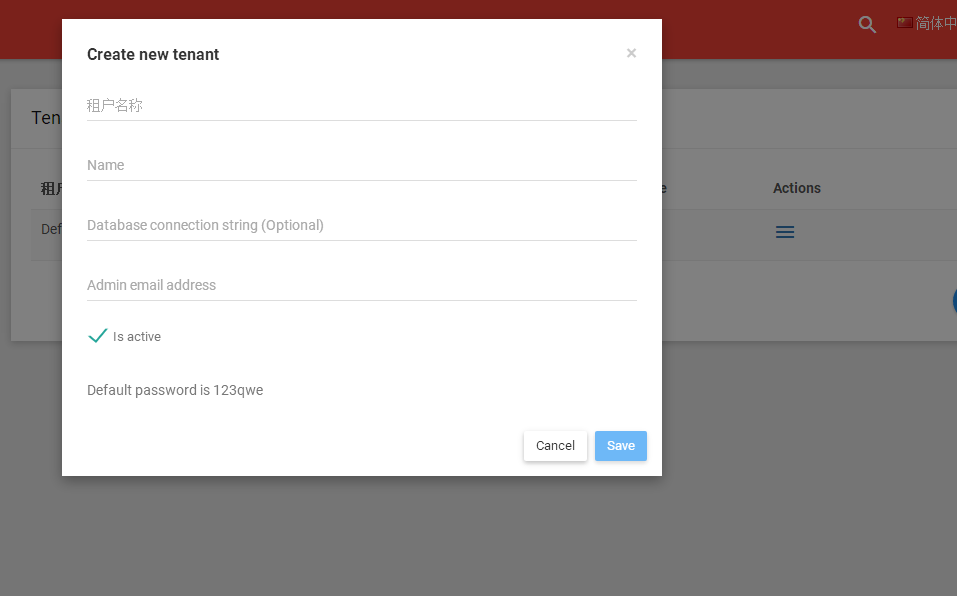 简体中
Create new tenant
×
租户名称
Name
Database connection string (Optional)
Admin email address
Is active
Default password is 123qwe
Cancel
Save
Ten
租户
Actions
Def